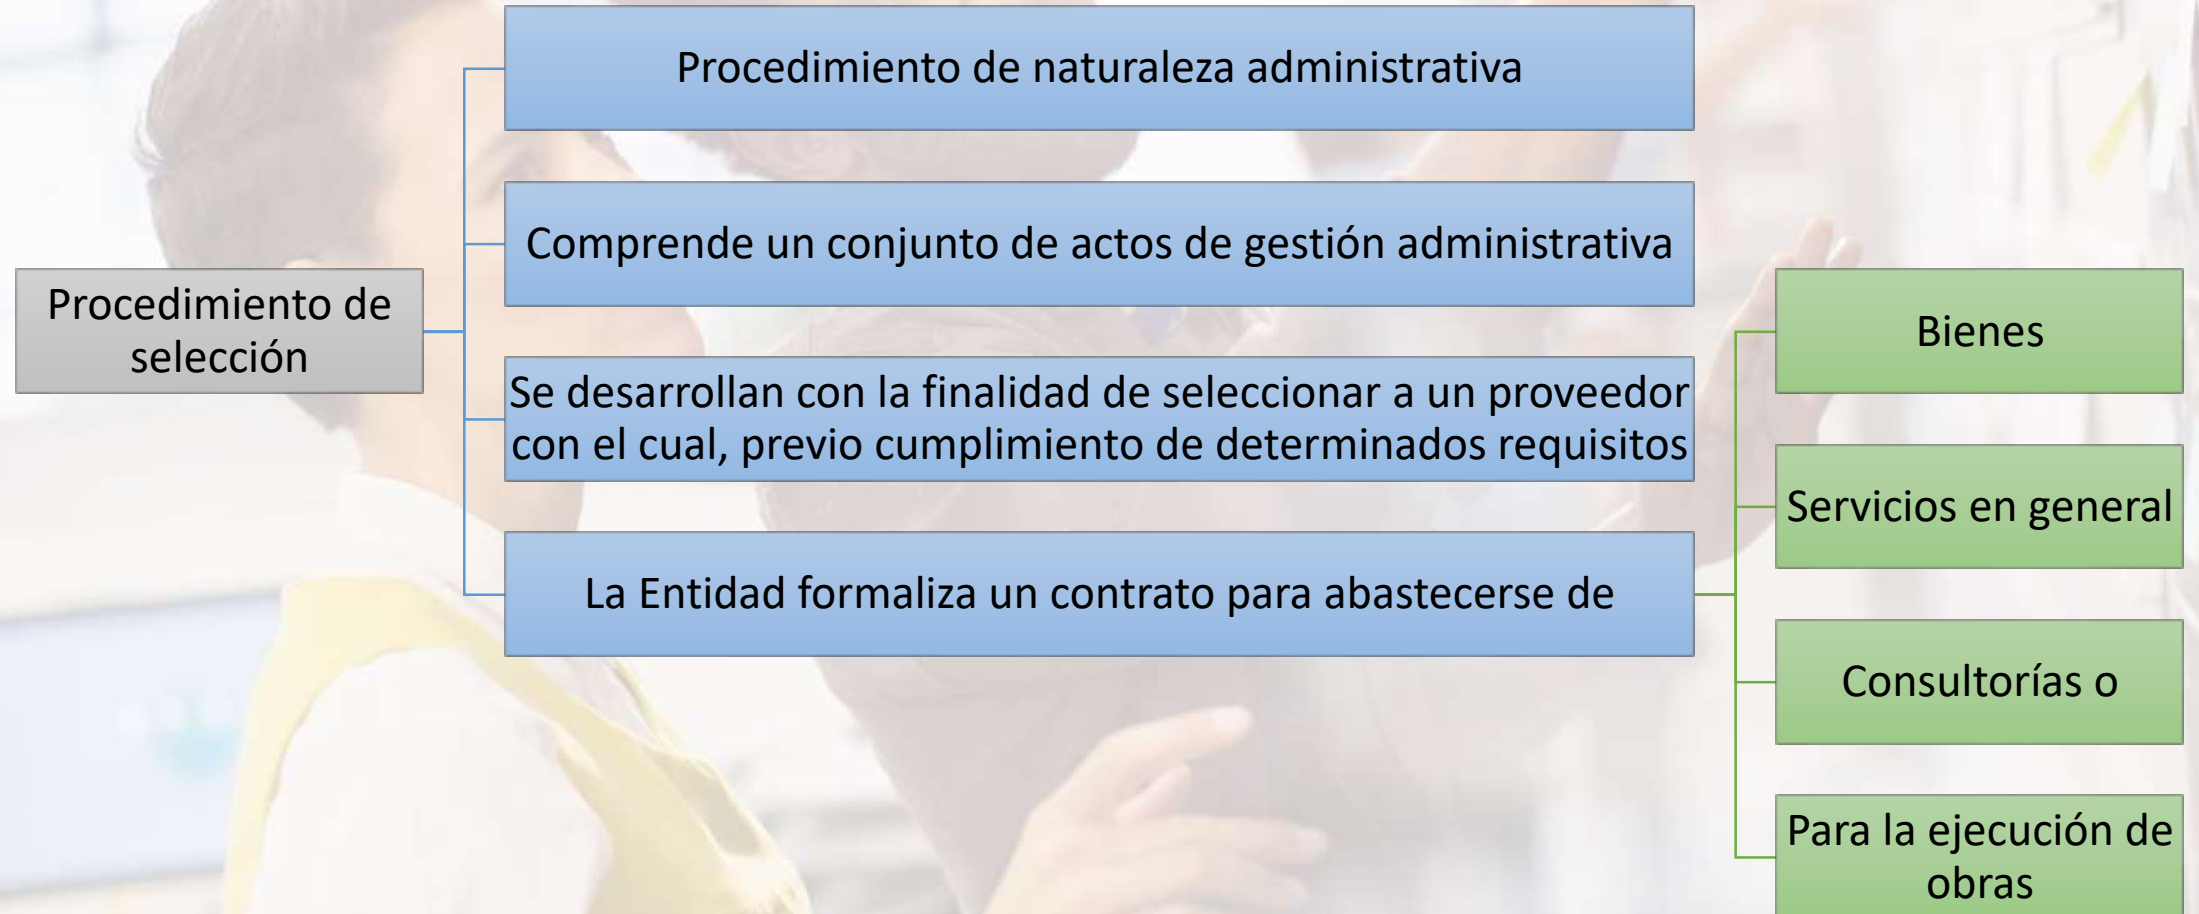 Procedimiento de
selección
Procedimiento de naturaleza administrativa
Comprende un conjunto de actos de gestión administrativa
Se desarrollan con la finalidad de seleccionar a un proveedor
con el cual, previo cumplimiento de determinados requisitos
La Entidad formaliza un contrato para abastecerse de
Bienes
Servicios en general
Consultorías o
Para la ejecución de
obras